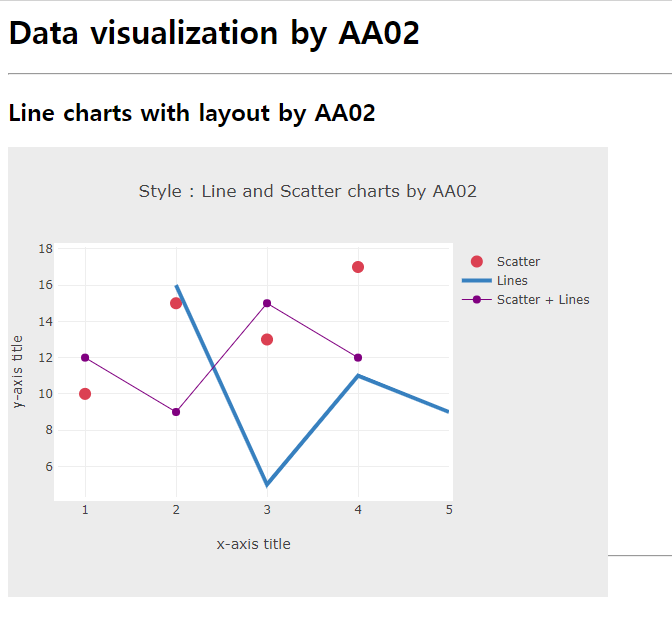 Data visualization by AA02
Line charts with layout by AA02
Style : Line and Scatter charts by AA02
18
16
14
12
10
8
6
y-axis title
1 2 3 4 5
x-axis title
Scatter
Lines
Scatter + Lines